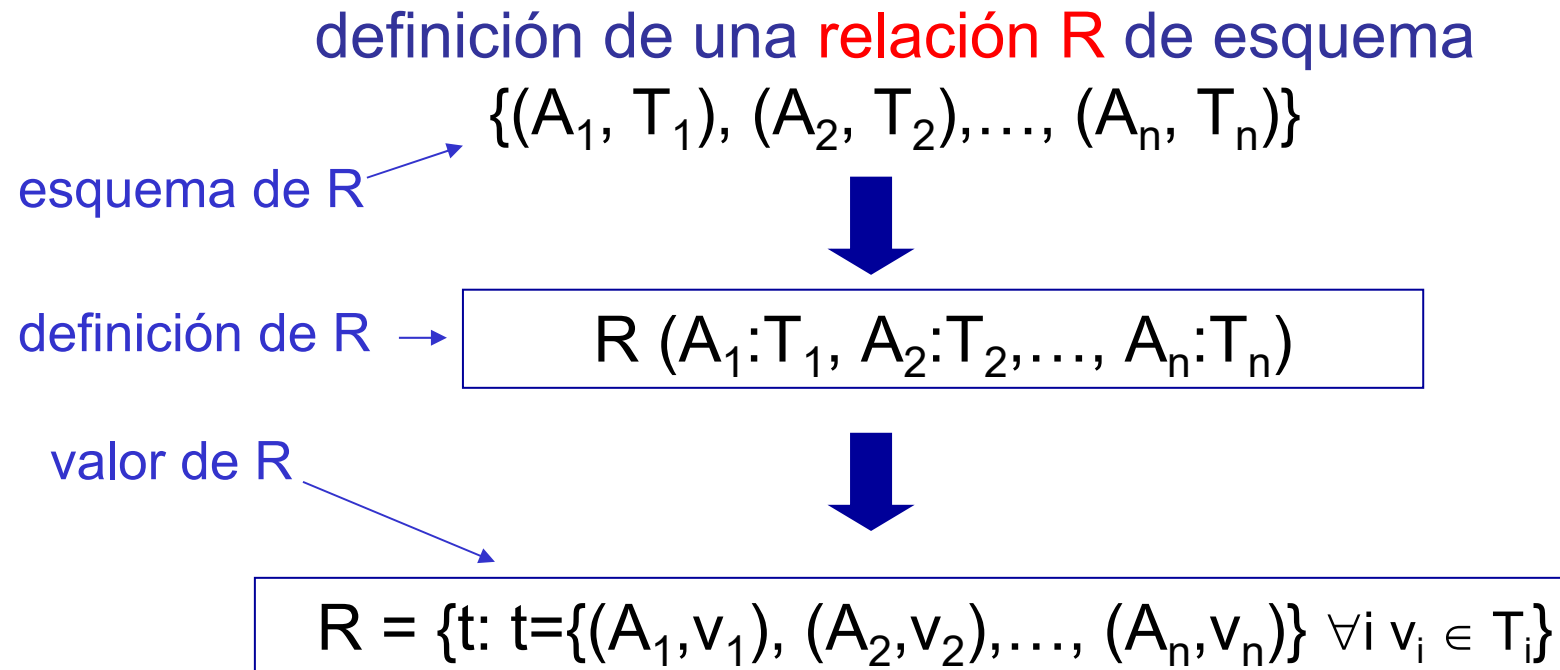 definición de una relación R de esquema
{(A₁, T₁), (A₂, T₂),…, (Aₙ, Tₙ)}
esquema de R
definición de R
R (A₁:T₁, A₂:T₂,…, Aₙ:Tₙ)
valor de R
R = {t: t={(A₁,v₁), (A₂,v₂),…, (Aₙ,vₙ)} ∀i vᵢ ∈ Tᵢ}